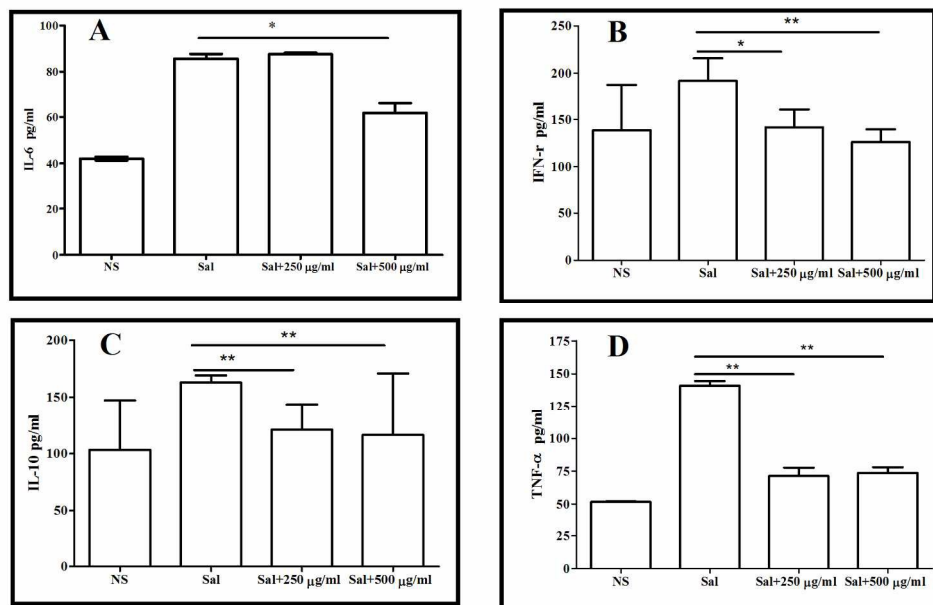 A
*
IL-6 pg/ml
100
80
60
40
20
0
NS
Sal
Sal+250 µg/ml
Sal+500 µg/ml
B
**
*
IFN-r pg/ml
250
200
150
100
50
0
NS
Sal
Sal+250 µg/ml
Sal+500 µg/ml
C
**
**
IL-10 pg/ml
200
150
100
50
0
NS
Sal
Sal+250 µg/ml
Sal+500 µg/ml
D
**
**
TNF-α pg/ml
175
150
125
75
50
25
0
NS
Sal
Sal+250 µg/ml
Sal+500 µg/ml